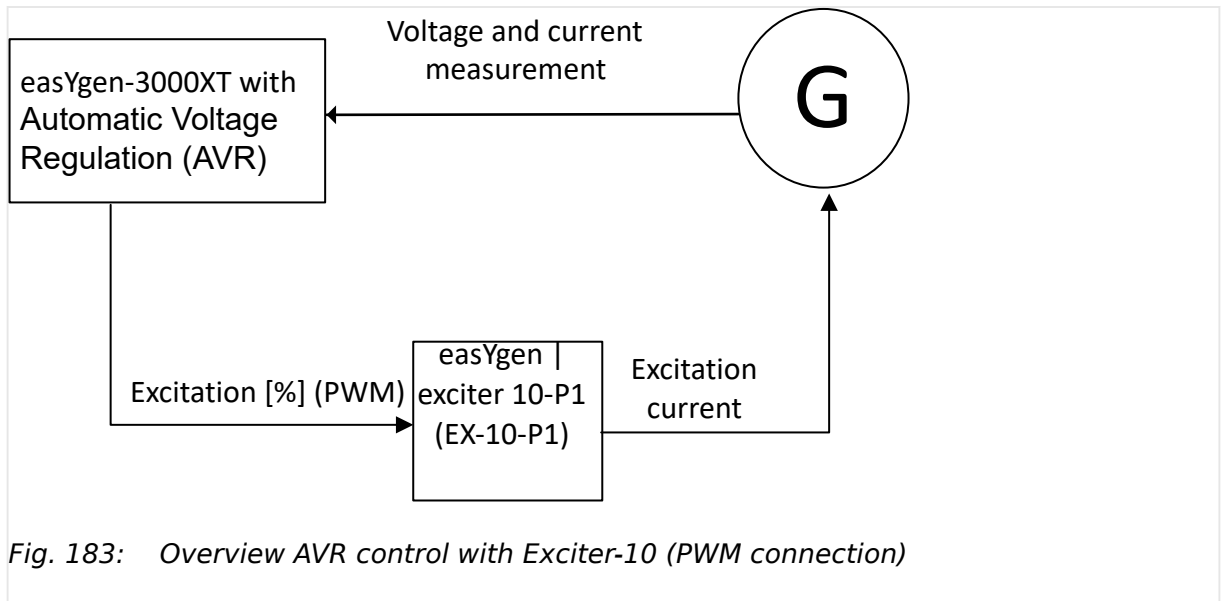 Voltage and current
measurement
easYgen-3000XT with
Automatic Voltage
Regulation (AVR)
G
Excitation [%] (PWM)
easYgen |
exciter 10-P1
(EX-10-P1)
Excitation
current
Fig. 183: Overview AVR control with Exciter-10 (PWM connection)